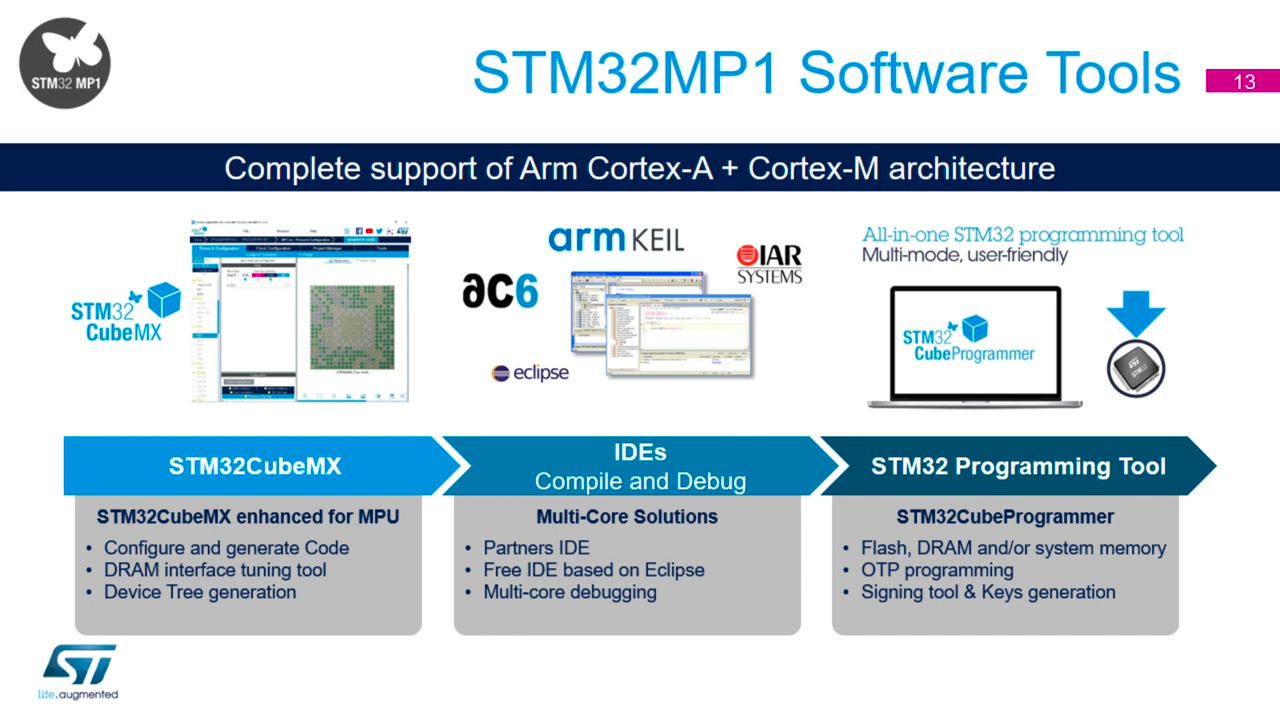 STM32 MP1
STM32MP1 Software Tools
13
Complete support of Arm Cortex-A + Cortex-M architecture
STM32
CubeMX
arm KEIL
IAR
SYSTEMS
ac6
eclipse
All-in-one STM32 programming tool
Multi-mode, user-friendly
STM32
CubeProgrammer
STM32
STM32CubeMX
IDEs
Compile and Debug
STM32 Programming Tool
STM32CubeMX enhanced for MPU
• Configure and generate Code
• DRAM interface tuning tool
• Device Tree generation
Multi-Core Solutions
• Partners IDE
• Free IDE based on Eclipse
• Multi-core debugging
STM32CubeProgrammer
• Flash, DRAM and/or system memory
• OTP programming
• Signing tool & Keys generation
ST
life.augmented